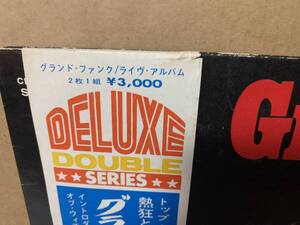 グランド・ファンク/ライヴ・アルバム
2枚1組 ¥3,000
DELUXE
DOUBLE
★★ SERIES ★★
トップ
熱狂と
グラ
イントロダ
オブ・ウィ
G